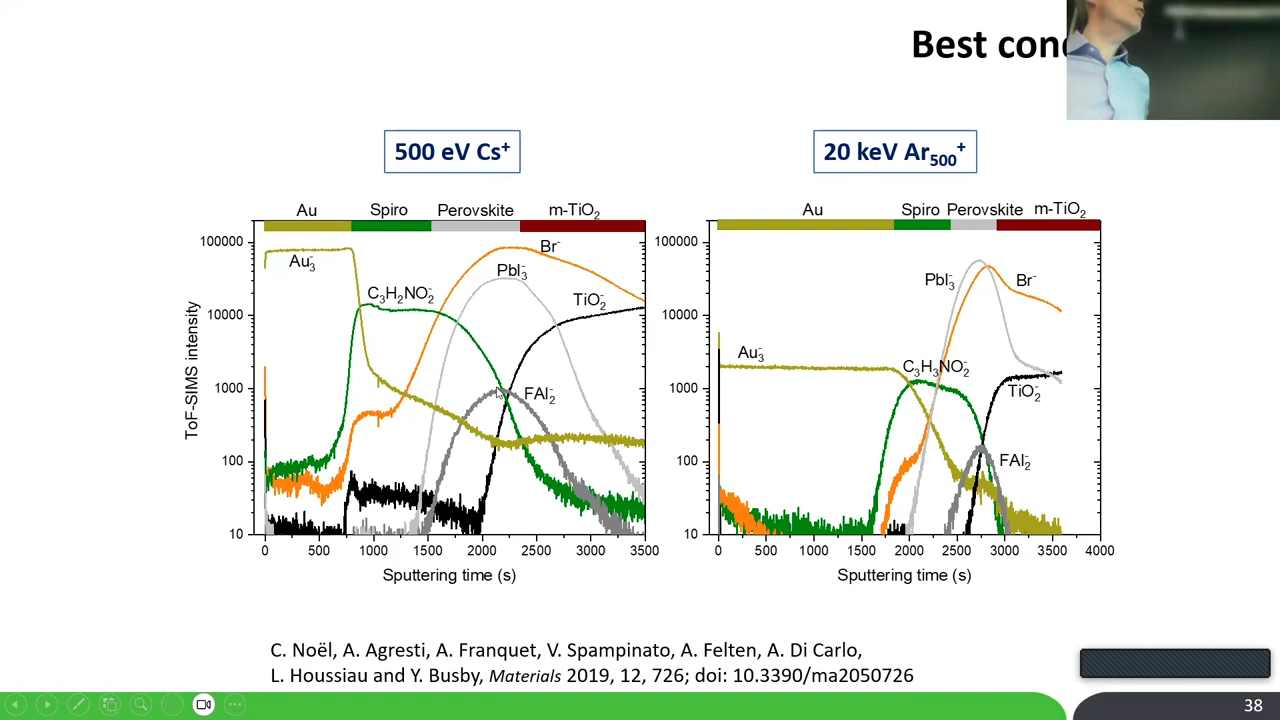 Best con
500 eV Cs⁺
20 keV Ar₅₀₀⁺
Au Spiro Perovskite m-TiO₂
100000
10000
1000
100
10
ToF-SIMS intensity
Au₃⁻
C₃H₂NO₂⁻
Br⁻
PbI₃⁻
TiO₂⁻
FAI₂⁻
0 500 1000 1500 2000 2500 3000 3500
Sputtering time (s)
Au Spiro Perovskite m-TiO₂
100000
10000
1000
100
10
Au₃⁻
C₃H₃NO₂⁻
PbI₃⁻
Br⁻
TiO₂⁻
FAI₂⁻
0 500 1000 1500 2000 2500 3000 3500 4000
Sputtering time (s)
C. Noël, A. Agresti, A. Franquet, V. Spampinato, A. Felten, A. Di Carlo,
L. Houssiau and Y. Busby, Materials 2019, 12, 726; doi: 10.3390/ma2050726
38